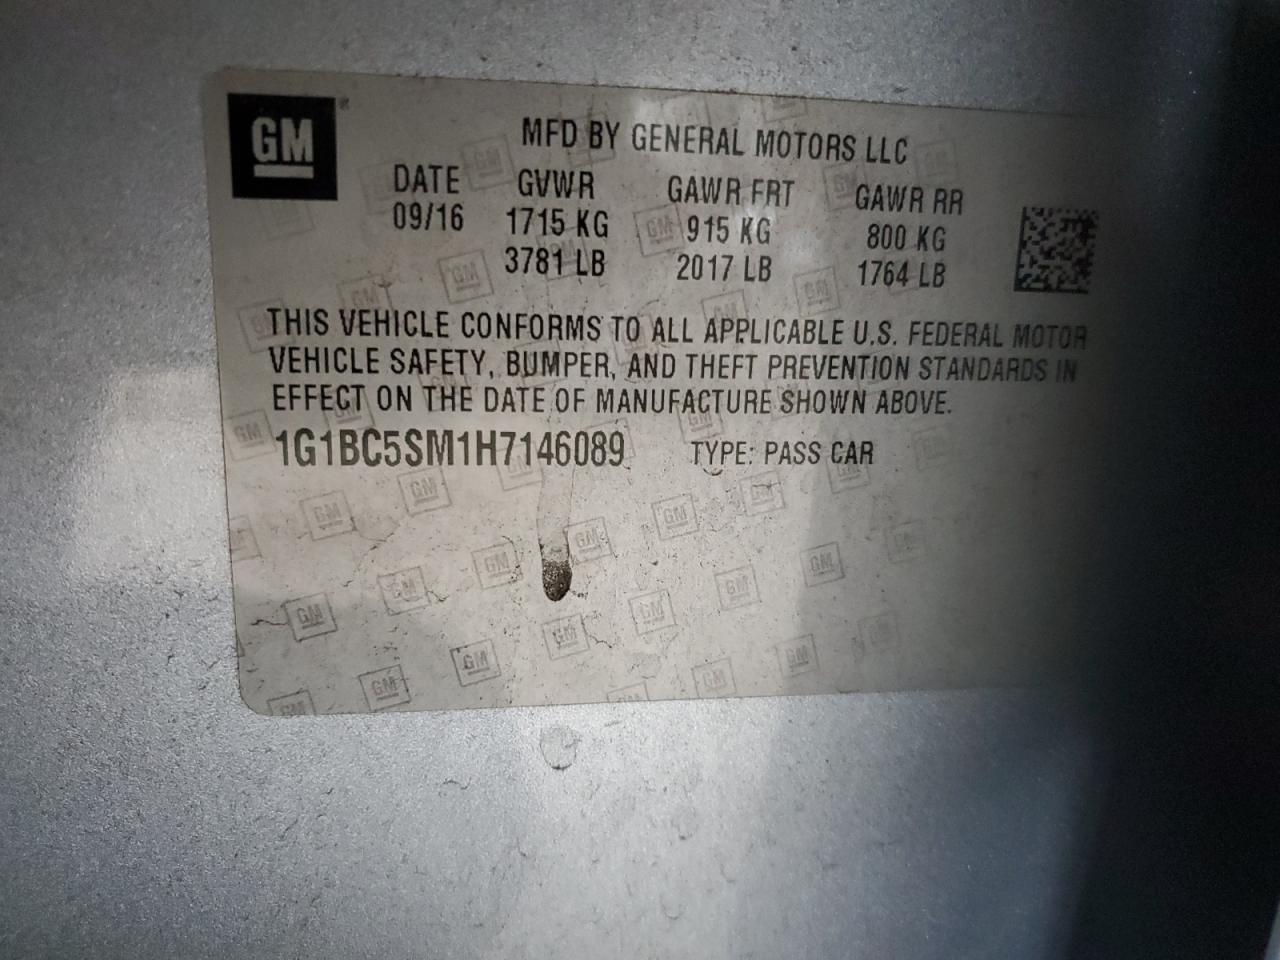 GM
MFD BY GENERAL MOTORS LLC
DATE GVWR GAWR FRT GAWR RR
09/16 1715 KG 915 KG 800 KG
3781 LB 2017 LB 1764 LB
THIS VEHICLE CONFORMS TO ALL APPLICABLE U.S. FEDERAL MOTOR
VEHICLE SAFETY, BUMPER, AND THEFT PREVENTION STANDARDS IN
EFFECT ON THE DATE OF MANUFACTURE SHOWN ABOVE.
1G1BC5SM1H7146089 TYPE: PASS CAR